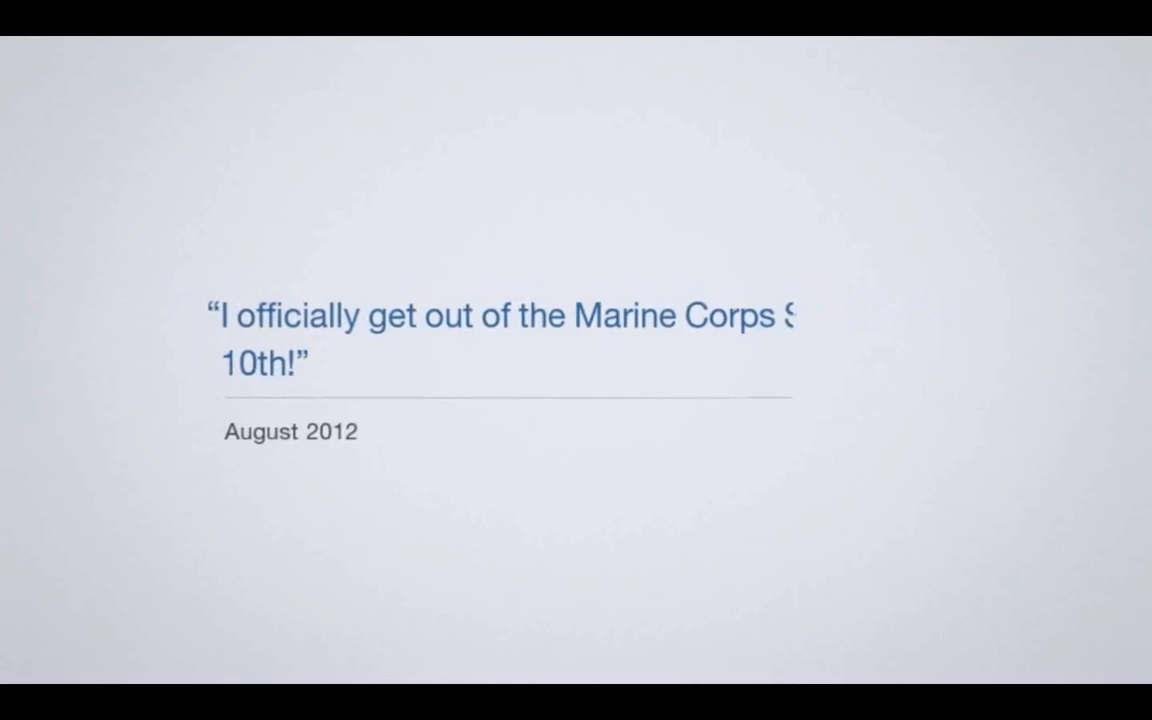 “I officially get out of the Marine Corps
10th!”
August 2012